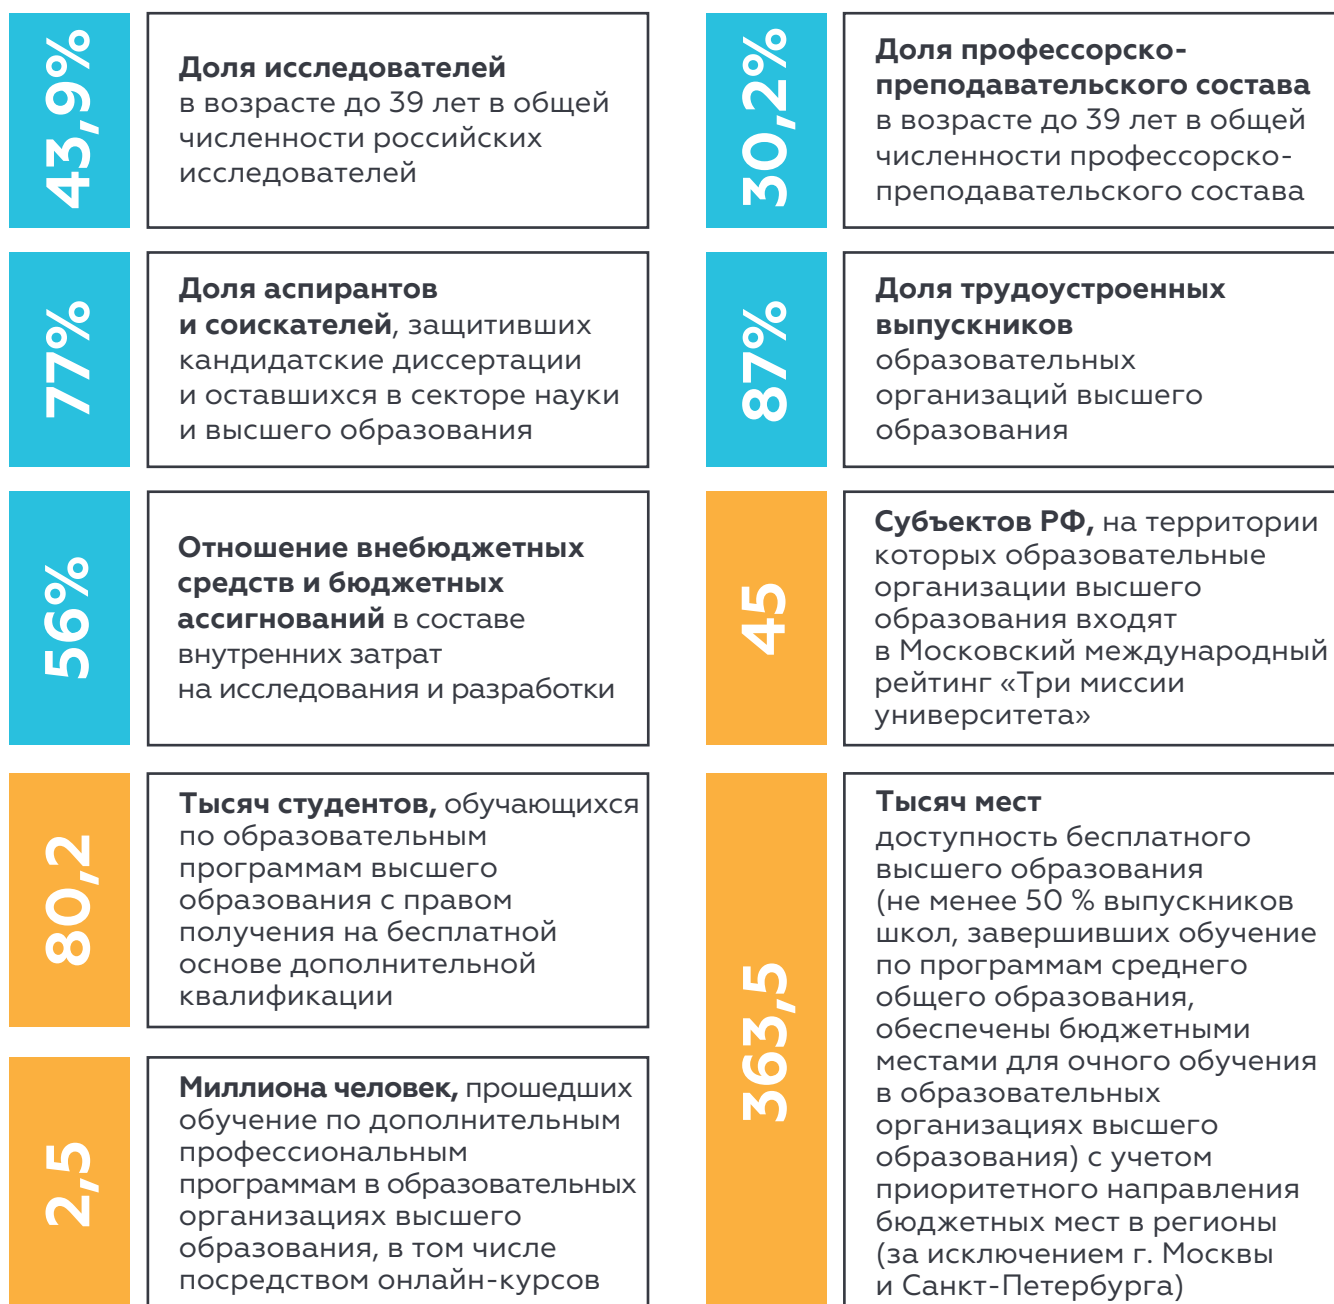 43,9%
Доля исследователей
в возрасте до 39 лет в общей
численности российских
исследователей
30,2%
Доля профессорско-
преподавательского состава
в возрасте до 39 лет в общей
численности профессорско-
преподавательского состава
77%
Доля аспирантов
и соискателей, защитивших
кандидатские диссертации
и оставшихся в секторе науки
и высшего образования
87%
Доля трудоустроенных
выпускников
образовательных
организаций высшего
образования
56%
Отношение внебюджетных
средств и бюджетных
ассигнований в составе
внутренних затрат
на исследования и разработки
45
Субъектов РФ, на территории
которых образовательные
организации высшего
образования входят
в Московский международный
рейтинг «Три миссии
университета»
80,2
Тысяч студентов, обучающихся
по образовательным
программам высшего
образования с правом
получения на бесплатной
основе дополнительной
квалификации
363,5
Тысяч мест
доступность бесплатного
высшего образования
(не менее 50 % выпускников
школ, завершивших обучение
по программам среднего
общего образования,
обеспечены бюджетными
местами для очного обучения
в образовательных
организациях высшего
образования) с учетом
приоритетного направления
бюджетных мест в регионы
(за исключением г. Москвы
и Санкт-Петербурга)
2,5
Миллиона человек, прошедших
обучение по дополнительным
профессиональным
программам в образовательных
организациях высшего
образования, в том числе
посредством онлайн-курсов